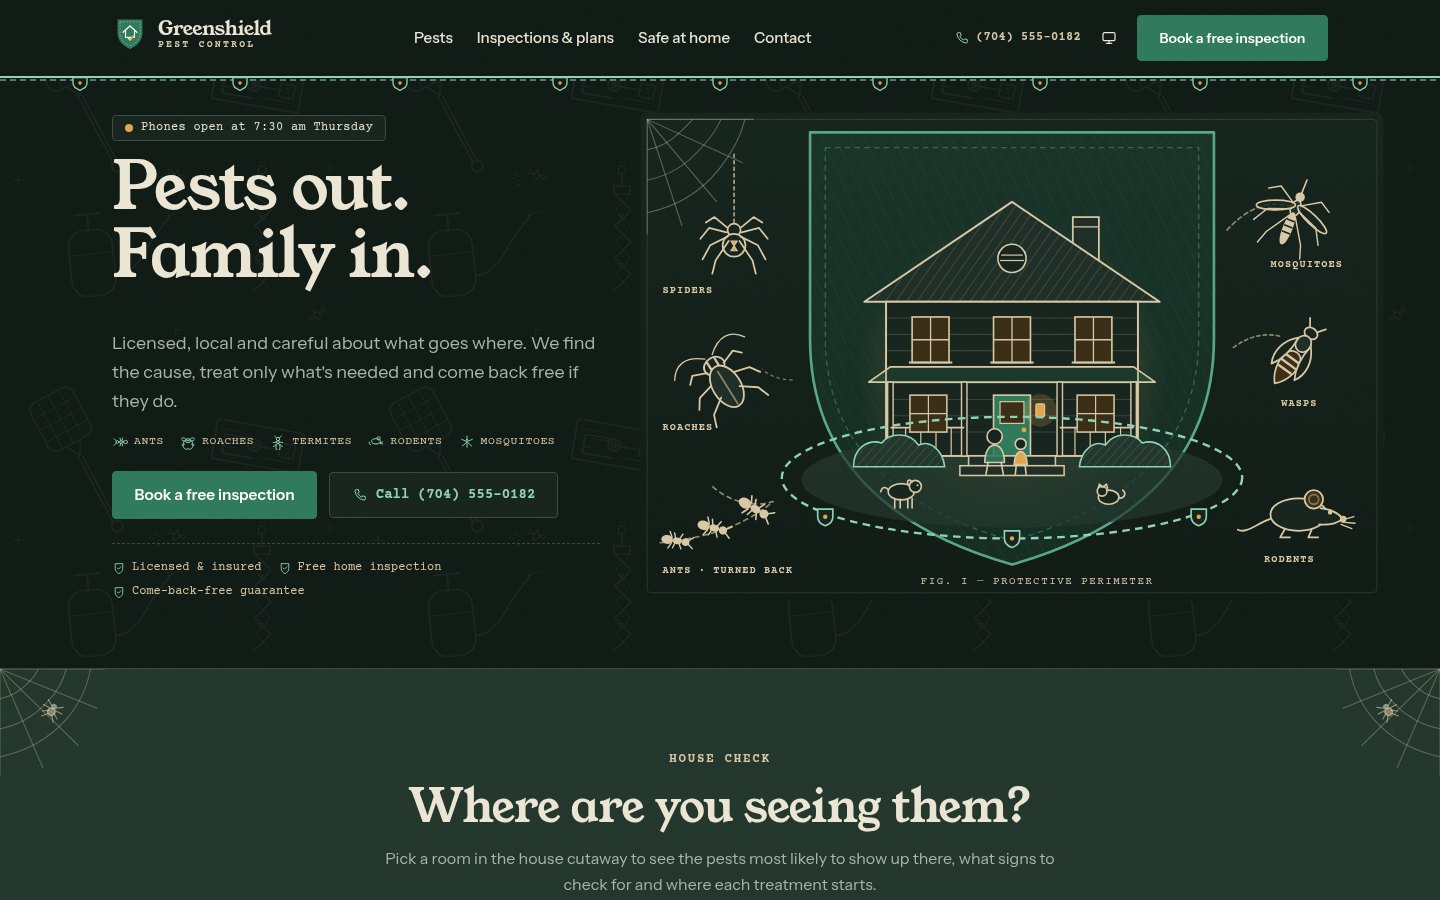 Greenshield
PEST CONTROL
Pests
Inspections & plans
Safe at home
Contact
(704) 555-0182
Book a free inspection
Phones open at 7:30 am Thursday
Pests out.
Family in.
Licensed, local and careful about what goes where. We find
the cause, treat only what's needed and come back free if
they do.
ANTS
ROACHES
TERMITES
RODENTS
MOSQUITOES
Book a free inspection
Call (704) 555-0182
Licensed & insured
Free home inspection
Come-back-free guarantee
SPIDERS
MOSQUITOES
ROACHES
WASPS
ANTS · TURNED BACK
RODENTS
FIG. I — PROTECTIVE PERIMETER
HOUSE CHECK
Where are you seeing them?
Pick a room in the house cutaway to see the pests most likely to show up there, what signs to
check for and where each treatment starts.